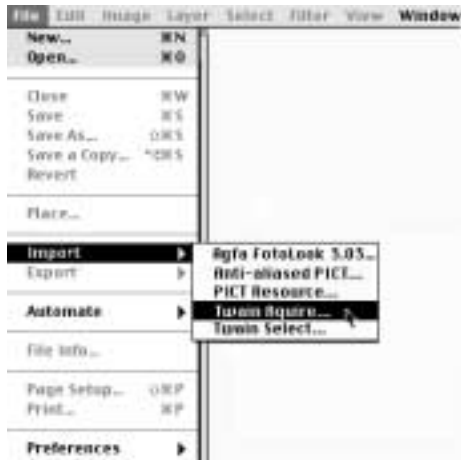 File Edit Image Layer Select Filter View Window
New... ⌘N
Open... ⌘O
Close ⌘W
Save ⌘S
Save As... ⇧⌘S
Save a Copy... ⌥⌘S
Revert
Place...
Import
Export
Automate
File Info...
Page Setup... ⇧⌘P
Print... ⌘P
Preferences
Agfa FotoLook 3.03...
Anti-aliased PICT...
PICT Resource...
Twain Aquire...
Twain Select...